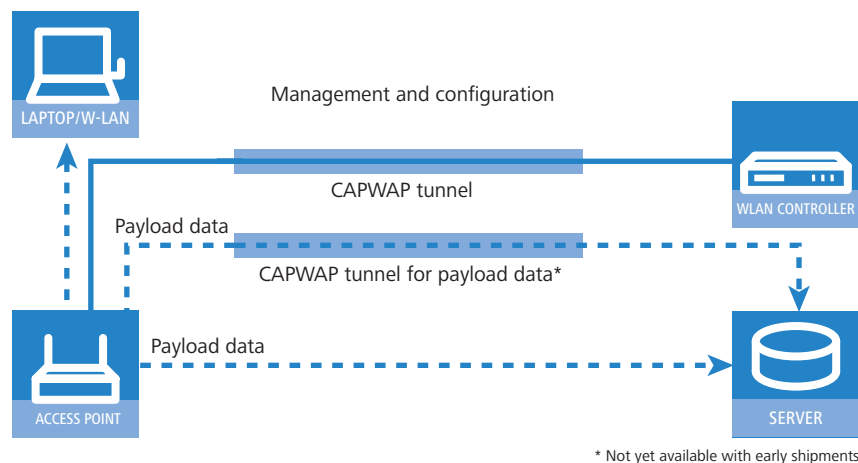 LAPTOP/W-LAN
Management and configuration
CAPWAP tunnel
WLAN CONTROLLER
Payload data
CAPWAP tunnel for payload data*
Payload data
ACCESS POINT
SERVER
* Not yet available with early shipments